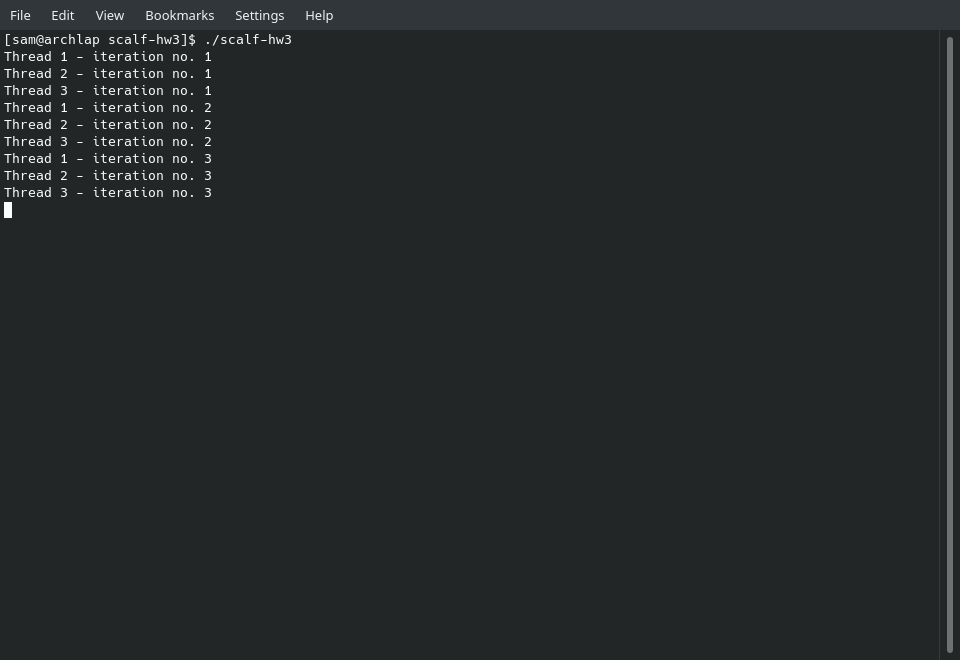 File Edit View Bookmarks Settings Help
[sam@archlap scalf-hw3]$ ./scalf-hw3
Thread 1 - iteration no. 1
Thread 2 - iteration no. 1
Thread 3 - iteration no. 1
Thread 1 - iteration no. 2
Thread 2 - iteration no. 2
Thread 3 - iteration no. 2
Thread 1 - iteration no. 3
Thread 2 - iteration no. 3
Thread 3 - iteration no. 3